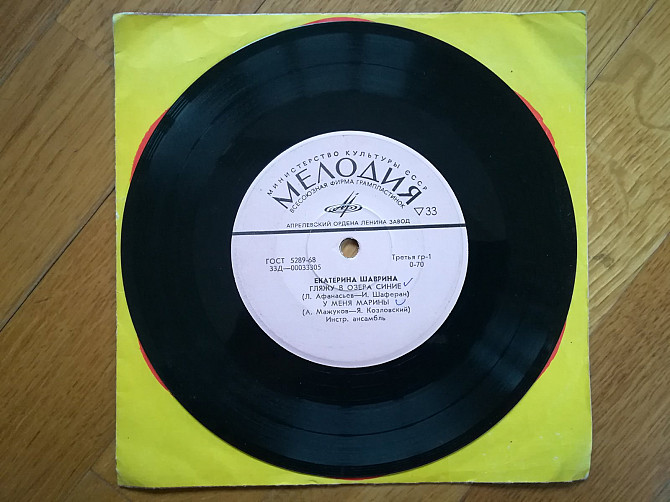 МИНИСТЕРСТВО КУЛЬТУРЫ СССР
МЕЛОДИЯ
ВСЕСОЮЗНАЯ ФИРМА ГРАМПЛАСТИНОК
▽33
АПРЕЛЕВСКИЙ ОРДЕНА ЛЕНИНА ЗАВОД
ГОСТ 5289-68 Третья гр-1
33Д—00033305 0-70
ЕКАТЕРИНА ШАВРИНА
ГЛЯЖУ В ОЗЕРА СИНИЕ
(Л. Афанасьев—И. Шаферан)
У МЕНЯ МАРИНЫ
(А. Мажуков—Я. Козловский)
Инстр. ансамбль